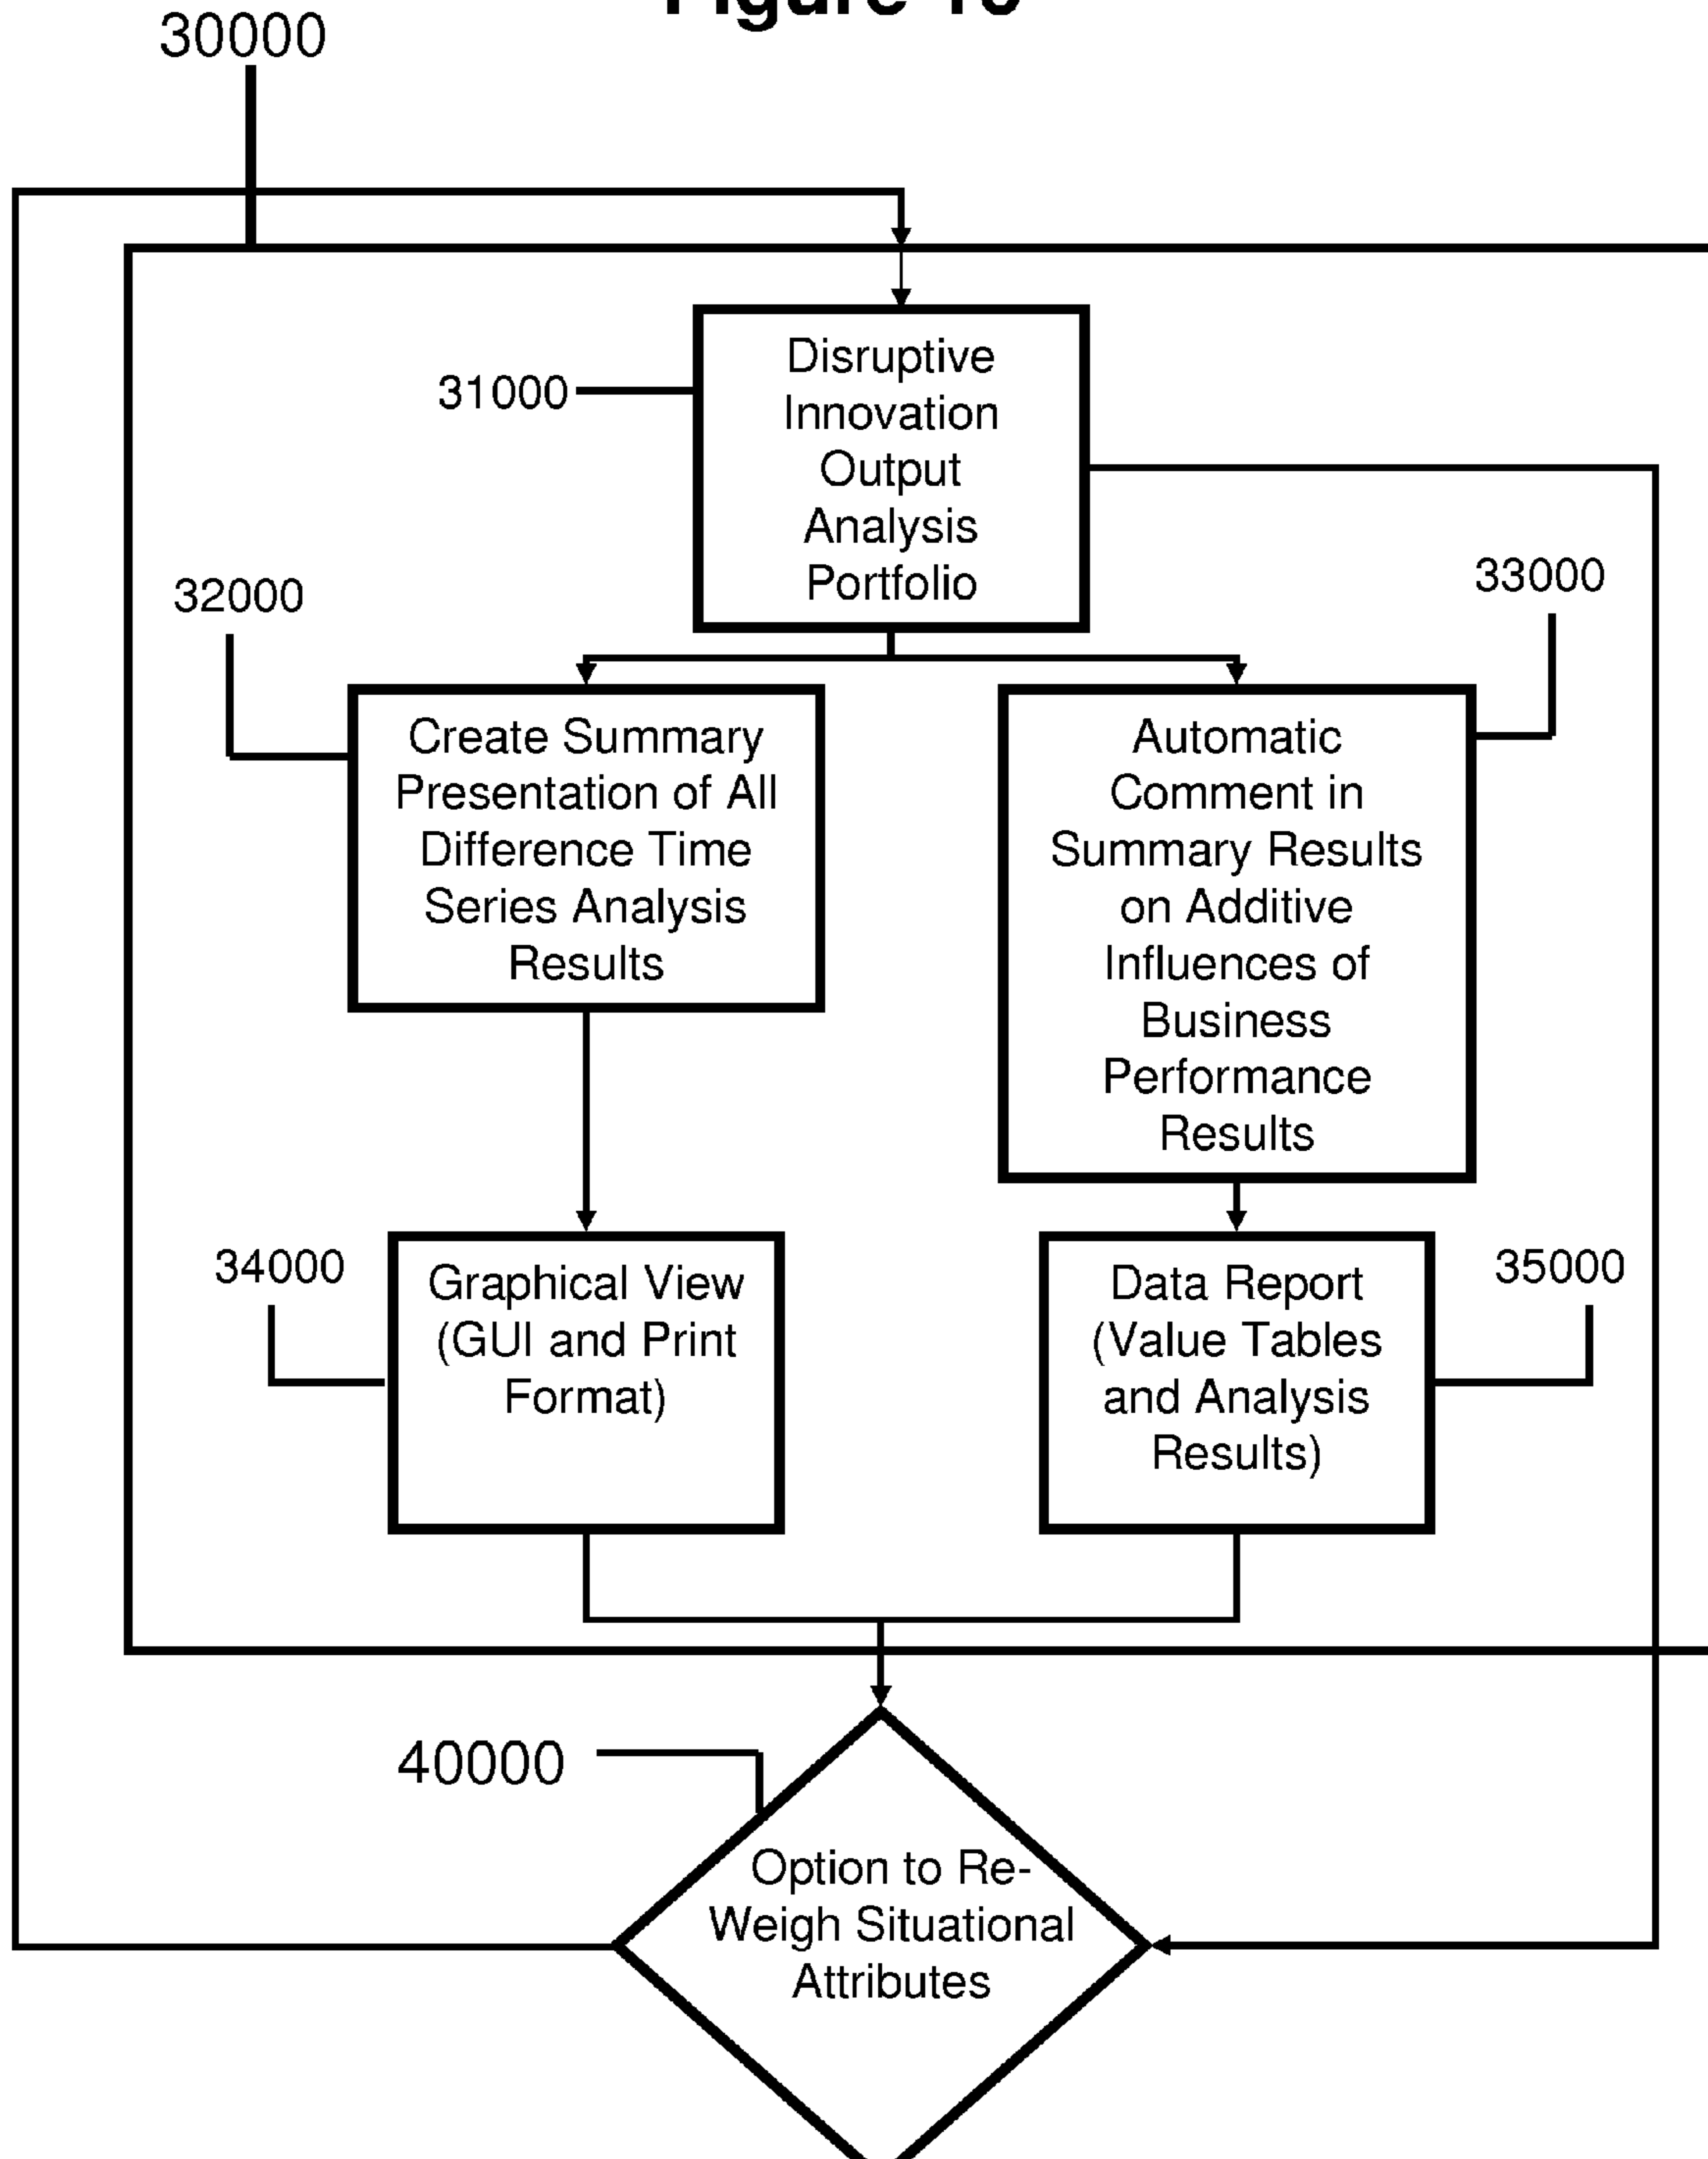 30000
31000
Disruptive
Innovation
Output
Analysis
Portfolio
32000
33000
Create Summary
Presentation of All
Difference Time
Series Analysis
Results
Automatic
Comment in
Summary Results
on Additive
Influences of
Business
Performance
Results
34000
Graphical View
(GUI and Print
Format)
Data Report
(Value Tables
and Analysis
Results)
35000
40000
Option to Re-
Weigh Situational
Attributes